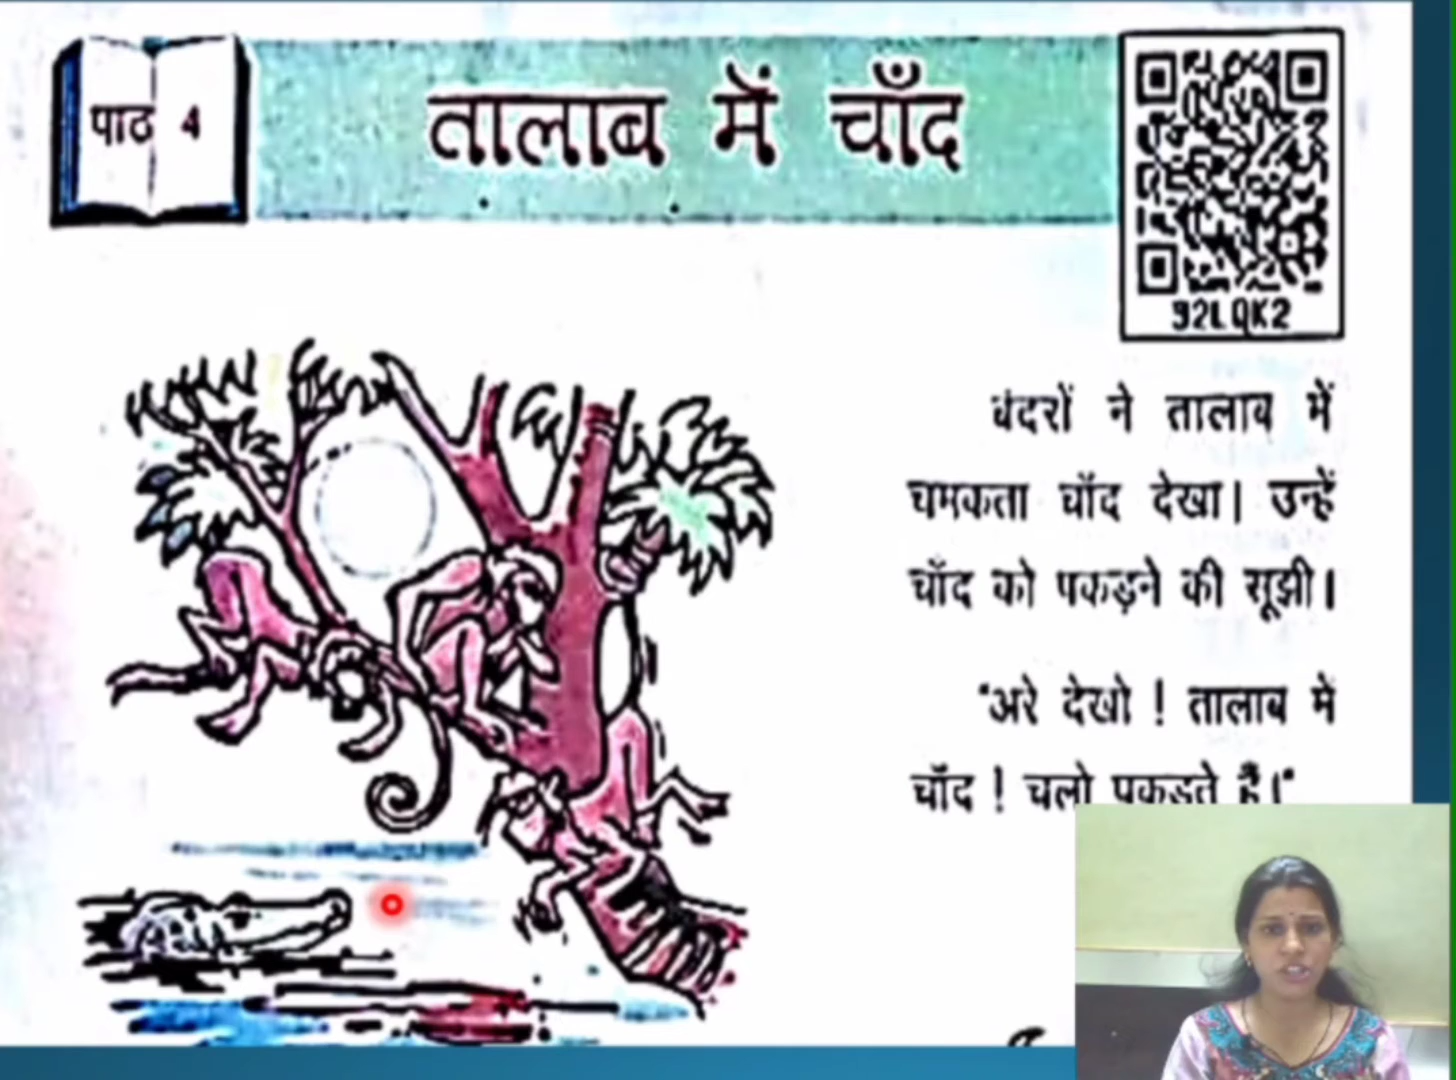 पाठ 4
तालाब में चाँद
92LQK2
बंदरों ने तालाब में
चमकता चाँद देखा। उन्हें
चाँद को पकड़ने की सूझी।
"अरे देखो ! तालाब में
चाँद ! चलो पकड़ते हैं।"